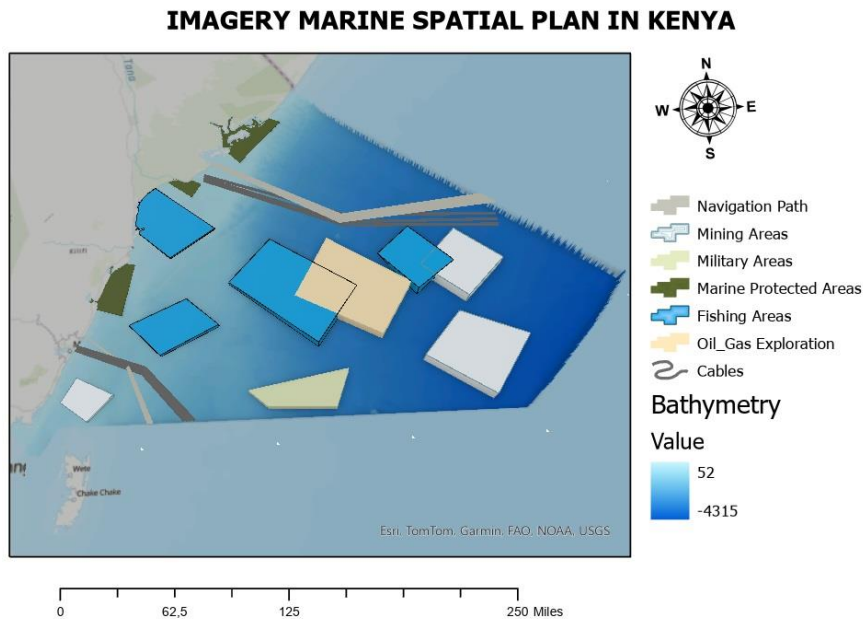 IMAGERY MARINE SPATIAL PLAN IN KENYA
Tana
Kilifi
Wete
Chake Chake
Esri, TomTom, Garmin, FAO, NOAA, USGS
N
W
E
S
Navigation Path
Mining Areas
Military Areas
Marine Protected Areas
Fishing Areas
Oil_Gas Exploration
Cables
Bathymetry
Value
52
-4315
0
62,5
125
250 Miles